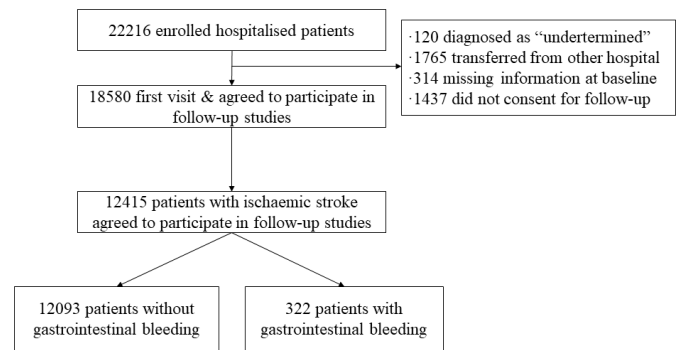 22216 enrolled hospitalised patients
·120 diagnosed as “undertermined”
·1765 transferred from other hospital
·314 missing information at baseline
·1437 did not consent for follow-up
18580 first visit & agreed to participate in
follow-up studies
12415 patients with ischaemic stroke
agreed to participate in follow-up studies
12093 patients without
gastrointestinal bleeding
322 patients with
gastrointestinal bleeding